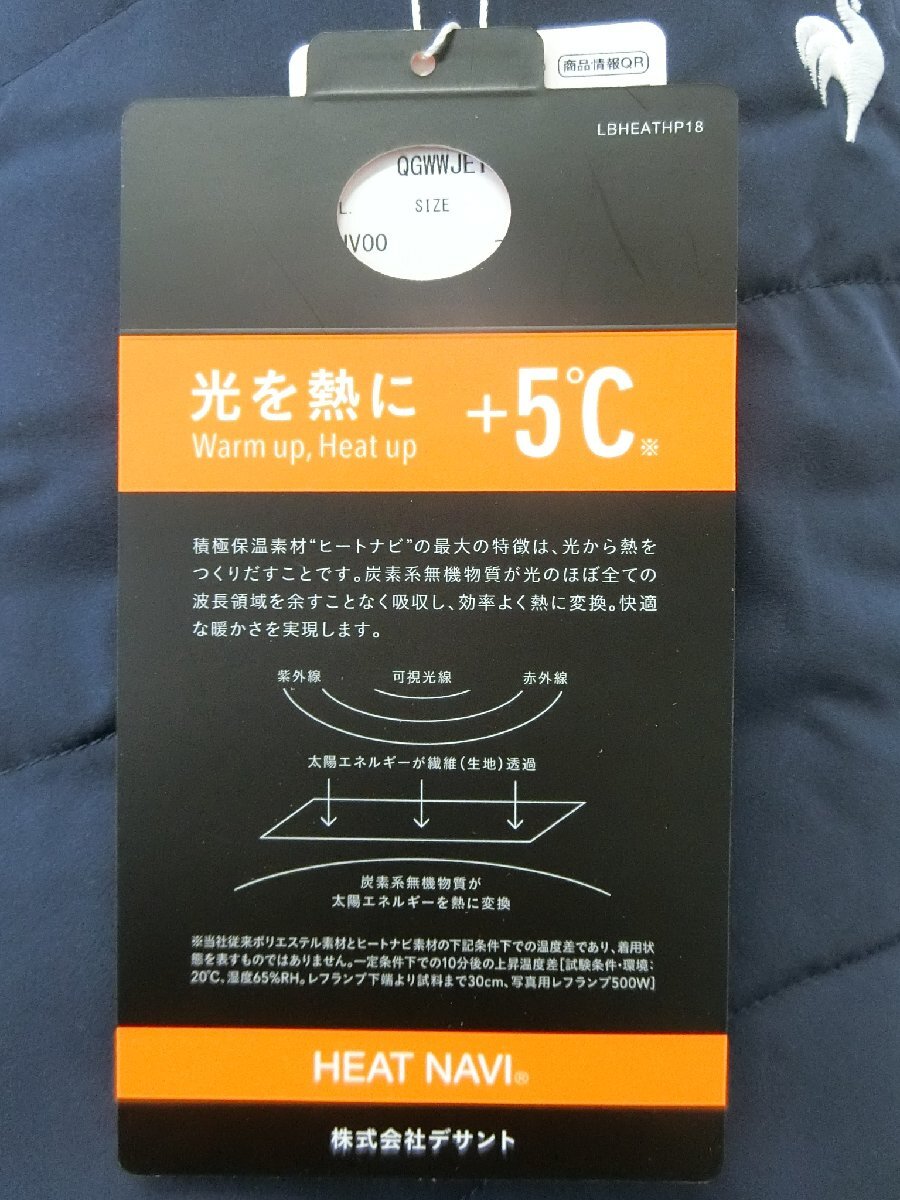 商品情報QR
LBHEATHP18
QGWWJE
L. SIZE
WV00
光を熱に +5℃※
Warm up, Heat up
積極保温素材“ヒートナビ”の最大の特徴は、光から熱を
つくりだすことです。炭素系無機物質が光のほぼ全ての
波長領域を余すことなく吸収し、効率よく熱に変換。快適
な暖かさを実現します。
紫外線 可視光線 赤外線
太陽エネルギーが繊維(生地)透過
炭素系無機物質が
太陽エネルギーを熱に変換
※当社従来ポリエステル素材とヒートナビ素材の下記条件下での温度差であり、着用状
態を表すものではありません。一定条件下での10分後の上昇温度差[試験条件・環境:
20℃、湿度65%RH。レフランプ下端より試料まで30cm、写真用レフランプ500W]
HEAT NAVI®
株式会社デサント